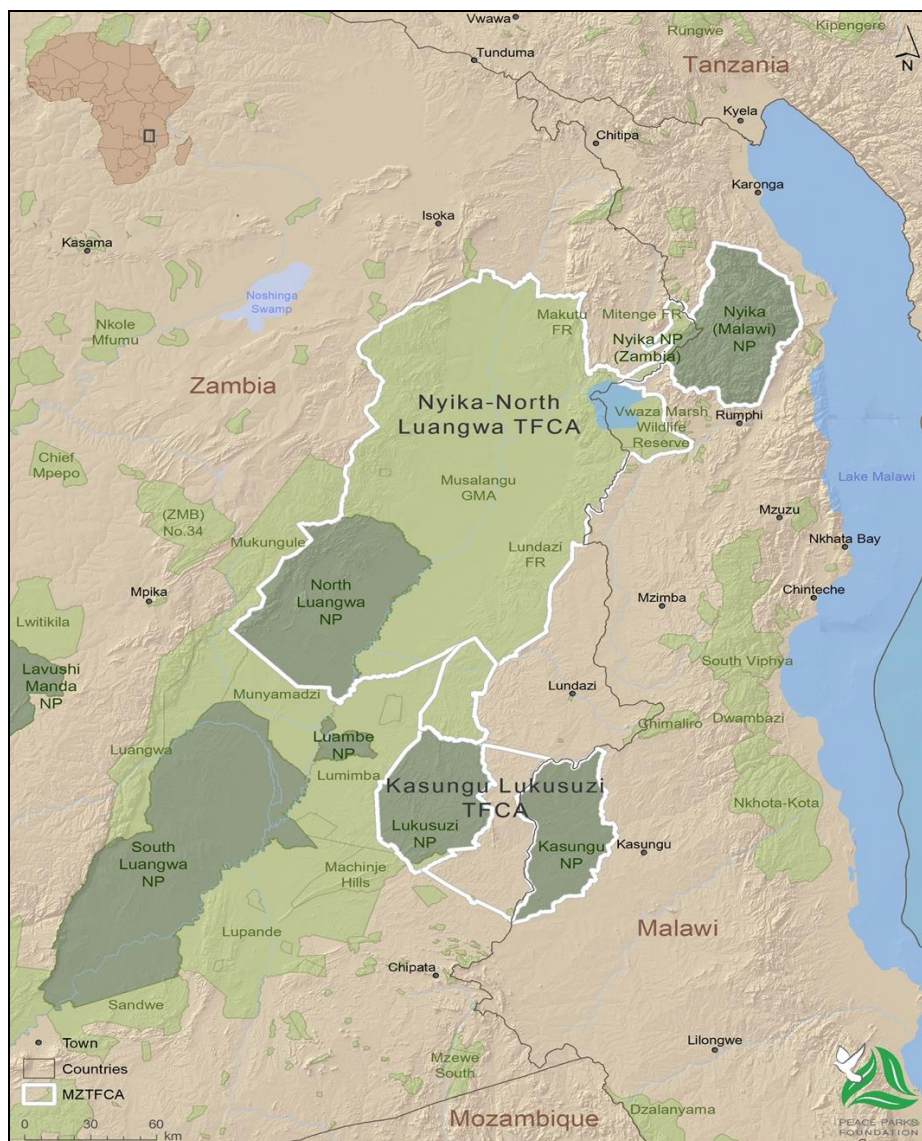 Vwawa
Rungwe
Kipengere
Tunduma
Tanzania
N
Kyela
Chitipa
Karonga
Isoka
Kasama
Noshinga
Swamp
Nkole
Mfumu
Makutu
FR
Mitenge FR
Nyika
(Malawi)
NP
Nyika NP
(Zambia)
Zambia
Nyika-North
Luangwa TFCA
Vwaza Marsh
Wildlife
Reserve
Rumphi
Chief
Mpepo
Musalangu
GMA
Lake Malawi
(ZMB)
No.34
Mukungule
Mzuzu
Nkhata Bay
Lundazi
FR
North
Luangwa
NP
Mpika
Mzimba
Chinteche
Lwitikila
Lavushi
Manda
NP
South Viphya
Munyamadzi
Lundazi
Ghimaliro
Dwambazi
Luangwa
Luambe
NP
Lumimba
Kasungu Lukusuzi
TFCA
Nkhota-Kota
Lukusuzi
NP
Kasungu
NP
Kasungu
South
Luangwa
NP
Machinje
Hills
Lupande
Malawi
Chipata
Sandwe
Lilongwe
Mzewe
South
Town
Countries
MZTFCA
0 30 60
km
Mozambique
Dzalanyama
PEACE PARKS
FOUNDATION